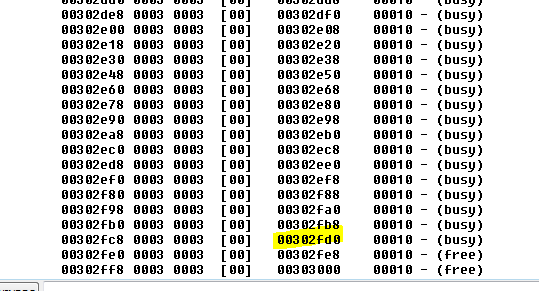 00302de8 0003 0003 [00] 00302df0 00010 - (busy)
00302e00 0003 0003 [00] 00302e08 00010 - (busy)
00302e18 0003 0003 [00] 00302e20 00010 - (busy)
00302e30 0003 0003 [00] 00302e38 00010 - (busy)
00302e48 0003 0003 [00] 00302e50 00010 - (busy)
00302e60 0003 0003 [00] 00302e68 00010 - (busy)
00302e78 0003 0003 [00] 00302e80 00010 - (busy)
00302e90 0003 0003 [00] 00302e98 00010 - (busy)
00302ea8 0003 0003 [00] 00302eb0 00010 - (busy)
00302ec0 0003 0003 [00] 00302ec8 00010 - (busy)
00302ed8 0003 0003 [00] 00302ee0 00010 - (busy)
00302ef0 0003 0003 [00] 00302ef8 00010 - (busy)
00302f80 0003 0003 [00] 00302f88 00010 - (busy)
00302f98 0003 0003 [00] 00302fa0 00010 - (busy)
00302fb0 0003 0003 [00] 00302fb8 00010 - (busy)
00302fc8 0003 0003 [00] 00302fd0 00010 - (busy)
00302fe0 0003 0003 [00] 00302fe8 00010 - (free)
00302ff8 0003 0003 [00] 00303000 00010 - (free)